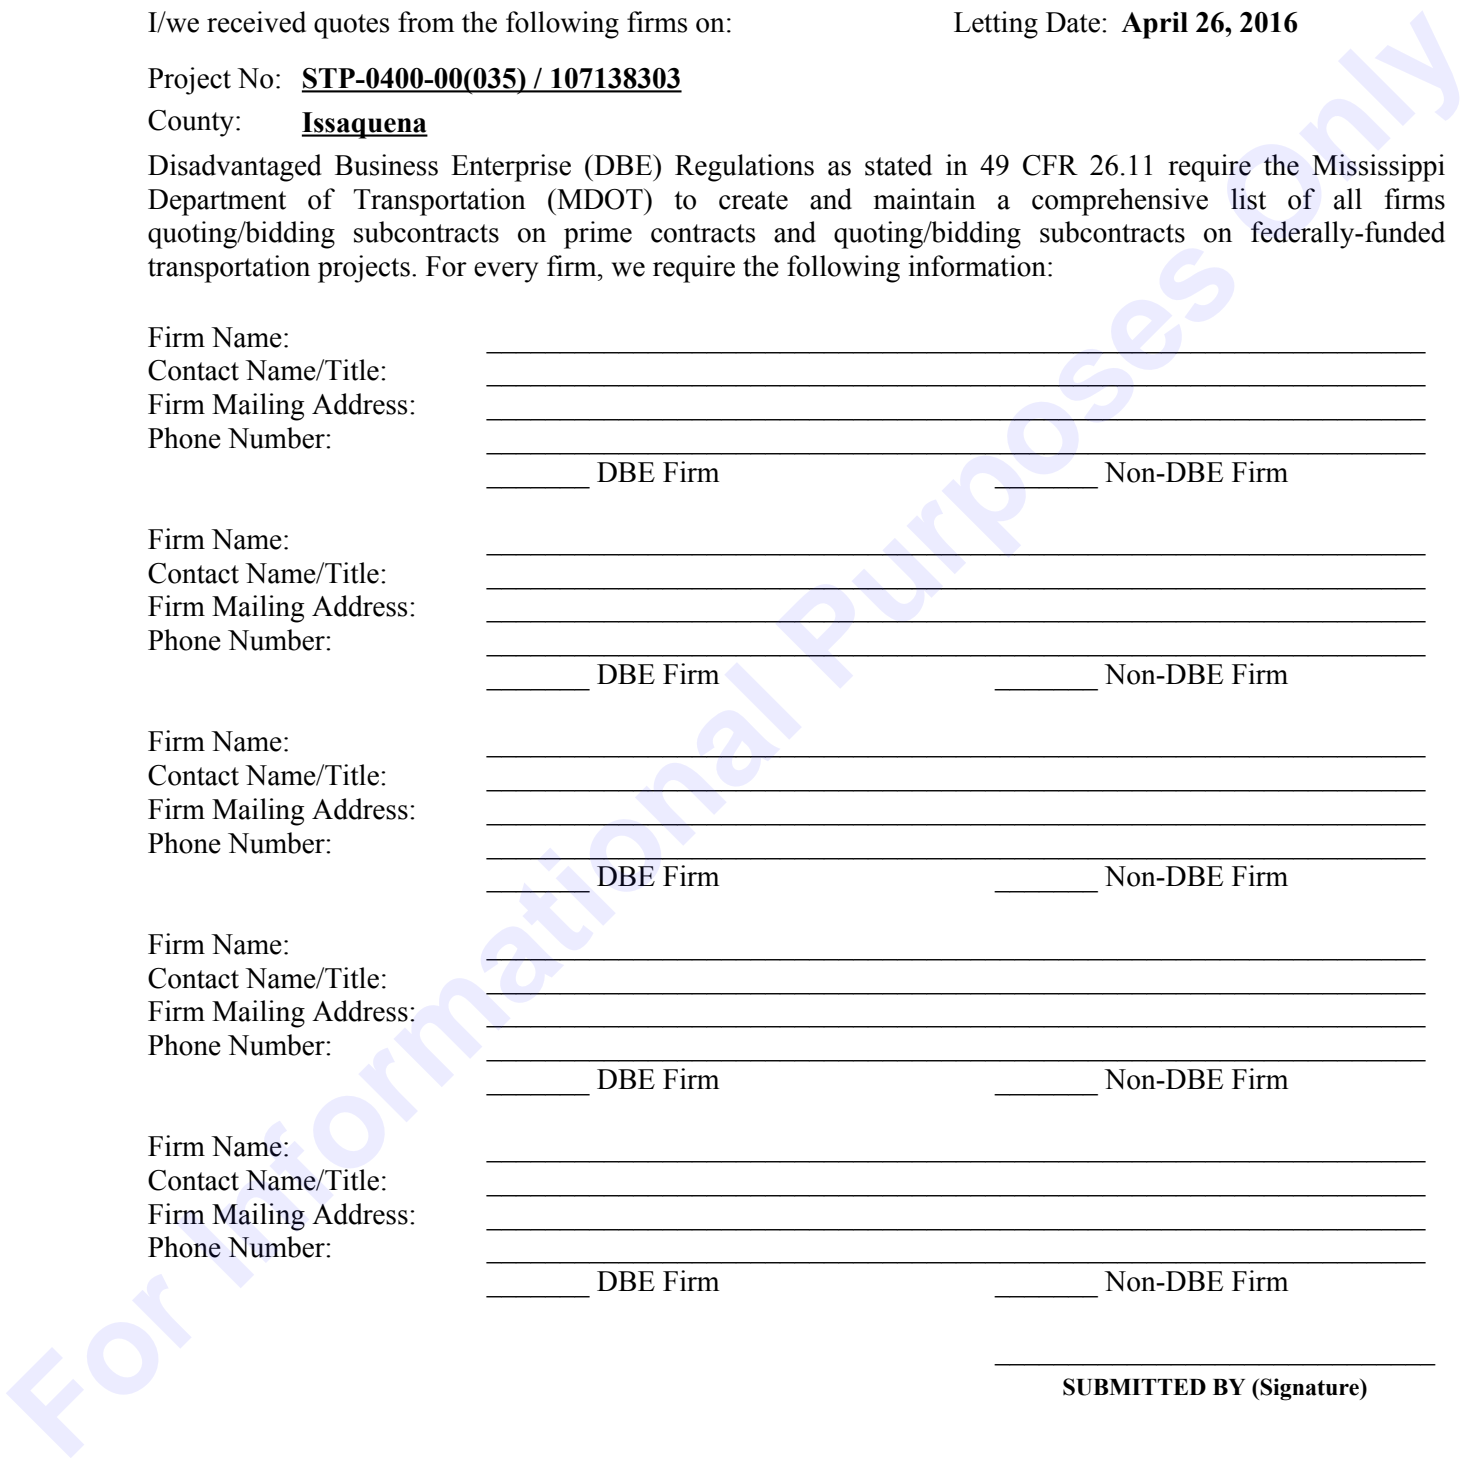 I/we received quotes from the following firms on: Letting Date: April 26, 2016
Project No: STP-0400-00(035) / 107138303
County: Issaquena
Disadvantaged Business Enterprise (DBE) Regulations as stated in 49 CFR 26.11 require the Mississippi
Department of Transportation (MDOT) to create and maintain a comprehensive list of all firms
quoting/bidding subcontracts on prime contracts and quoting/bidding subcontracts on federally-funded
transportation projects. For every firm, we require the following information:
Firm Name:
Contact Name/Title:
Firm Mailing Address:
Phone Number:
DBE Firm Non-DBE Firm
Firm Name:
Contact Name/Title:
Firm Mailing Address:
Phone Number:
DBE Firm Non-DBE Firm
Firm Name:
Contact Name/Title:
Firm Mailing Address:
Phone Number:
DBE Firm Non-DBE Firm
Firm Name:
Contact Name/Title:
Firm Mailing Address:
Phone Number:
DBE Firm Non-DBE Firm
Firm Name:
Contact Name/Title:
Firm Mailing Address:
Phone Number:
DBE Firm Non-DBE Firm
SUBMITTED BY (Signature)
For Informational Purposes Only